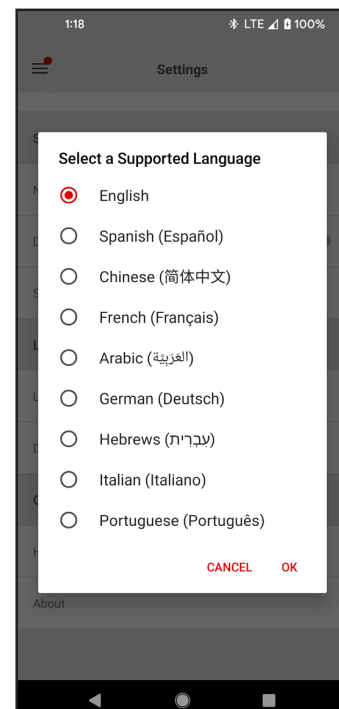 1:18
LTE
100%
Settings
Select a Supported Language
English
Spanish (Español)
Chinese (简体中文)
French (Français)
Arabic (العَرَبِيَّة)
German (Deutsch)
Hebrews (עִבְרִית)
Italian (Italiano)
Portuguese (Português)
CANCEL
OK
About